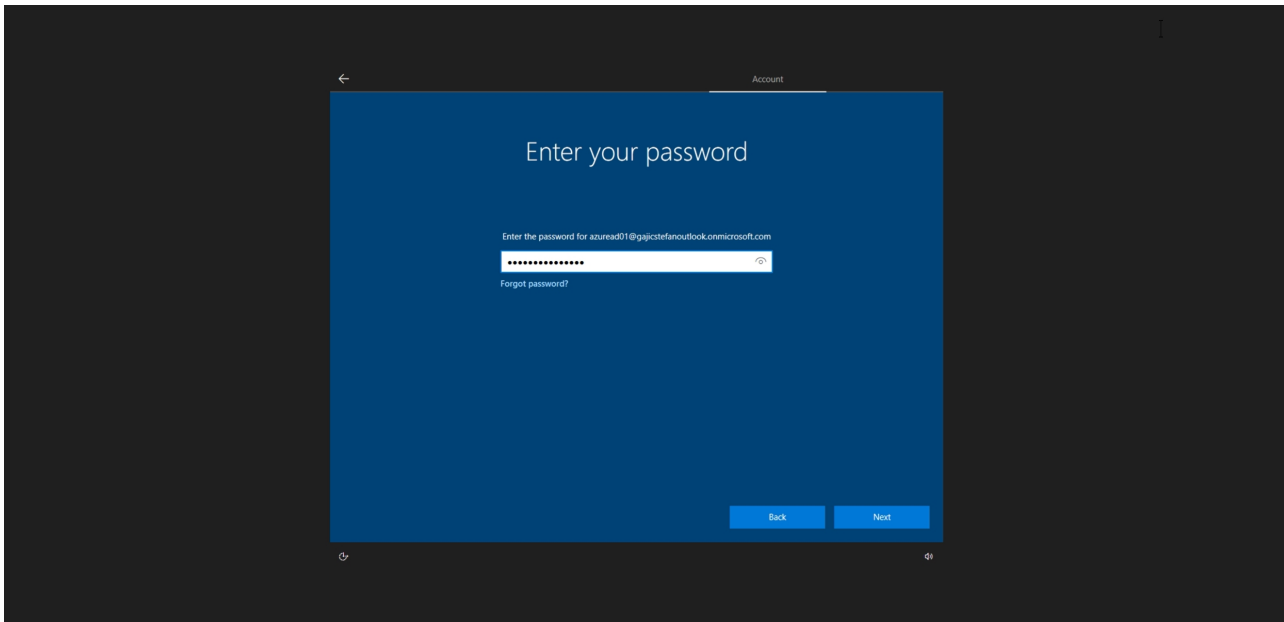 Account
Enter your password
Enter the password for azuread01@gajicstefanoutlook.onmicrosoft.com
•••••••••••••••
Forgot password?
Back Next